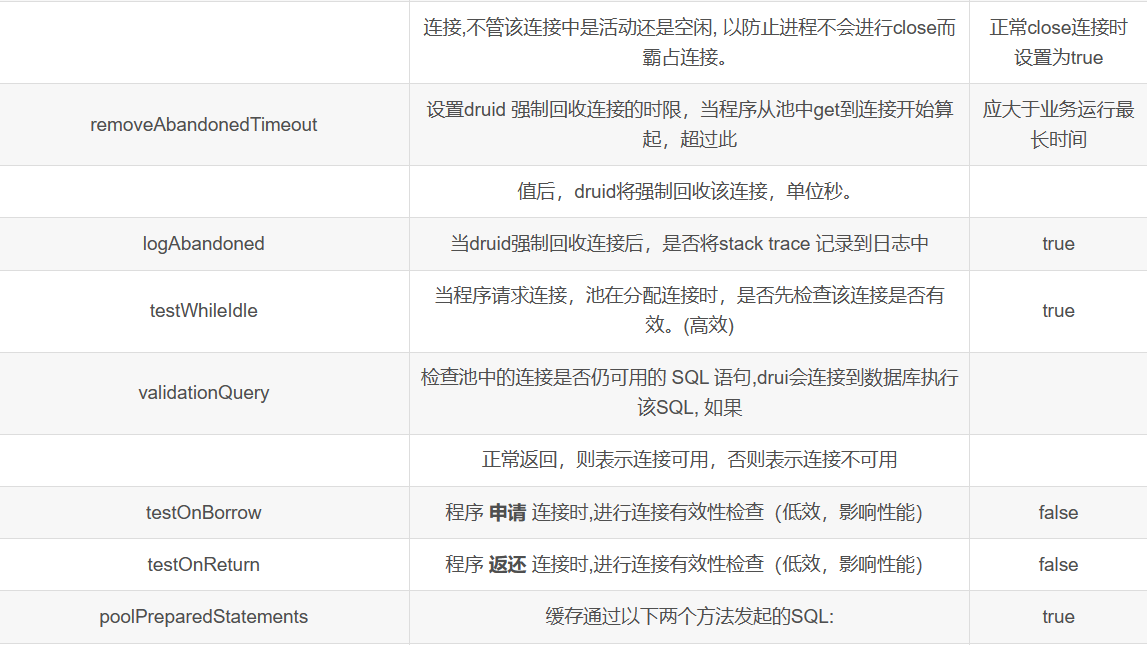 连接,不管该连接中是活动还是空闲, 以防止进程不会进行close而
霸占连接。
正常close连接时
设置为true
removeAbandonedTimeout
设置druid 强制回收连接的时限，当程序从池中get到连接开始算
起，超过此
应大于业务运行最
长时间
值后，druid将强制回收该连接，单位秒。
logAbandoned
当druid强制回收连接后，是否将stack trace 记录到日志中
true
testWhileIdle
当程序请求连接，池在分配连接时，是否先检查该连接是否有
效。(高效)
true
validationQuery
检查池中的连接是否仍可用的 SQL 语句,drui会连接到数据库执行
该SQL, 如果
正常返回，则表示连接可用，否则表示连接不可用
testOnBorrow
程序 申请 连接时,进行连接有效性检查（低效，影响性能）
false
testOnReturn
程序 返还 连接时,进行连接有效性检查（低效，影响性能）
false
poolPreparedStatements
缓存通过以下两个方法发起的SQL:
true